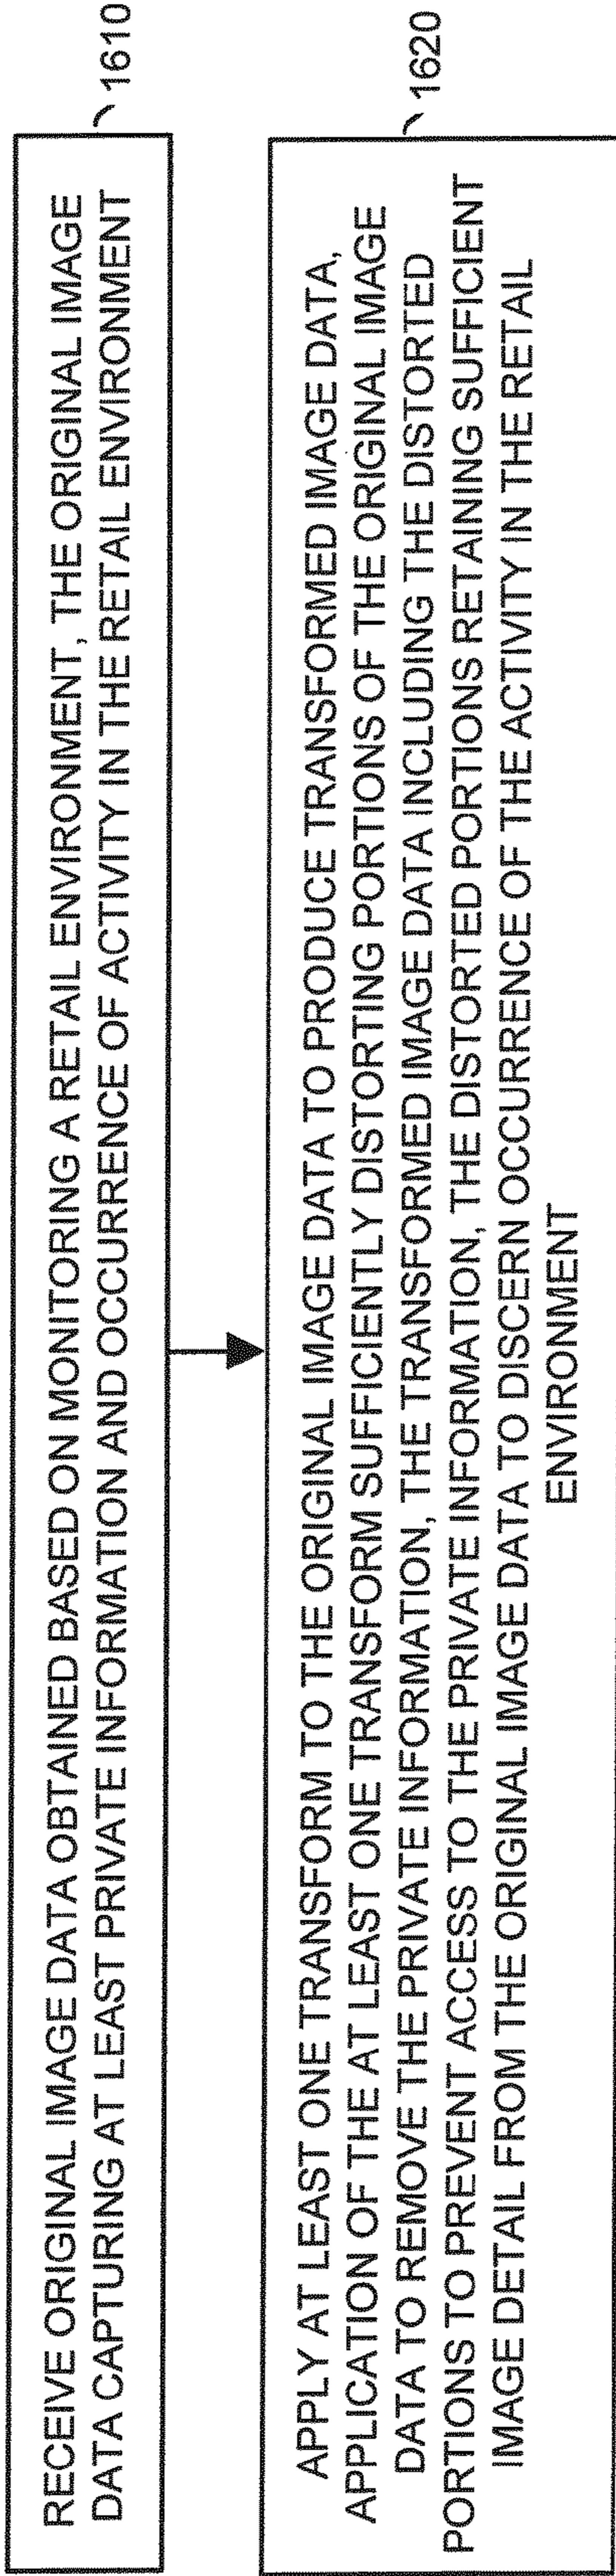 RECEIVE ORIGINAL IMAGE DATA OBTAINED BASED ON MONITORING A RETAIL ENVIRONMENT, THE ORIGINAL IMAGE
DATA CAPTURING AT LEAST PRIVATE INFORMATION AND OCCURRENCE OF ACTIVITY IN THE RETAIL ENVIRONMENT
1610
APPLY AT LEAST ONE TRANSFORM TO THE ORIGINAL IMAGE DATA TO PRODUCE TRANSFORMED IMAGE DATA,
APPLICATION OF THE AT LEAST ONE TRANSFORM SUFFICIENTLY DISTORTING PORTIONS OF THE ORIGINAL IMAGE
DATA TO REMOVE THE PRIVATE INFORMATION, THE TRANSFORMED IMAGE DATA INCLUDING THE DISTORTED
PORTIONS TO PREVENT ACCESS TO THE PRIVATE INFORMATION, THE DISTORTED PORTIONS RETAINING SUFFICIENT
IMAGE DETAIL FROM THE ORIGINAL IMAGE DATA TO DISCERN OCCURRENCE OF THE ACTIVITY IN THE RETAIL
ENVIRONMENT
1620